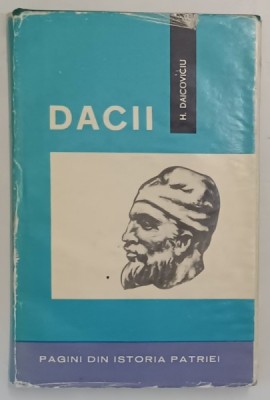 H. DAICOVICIU
DACII
PAGINI DIN ISTORIA PATRIEI